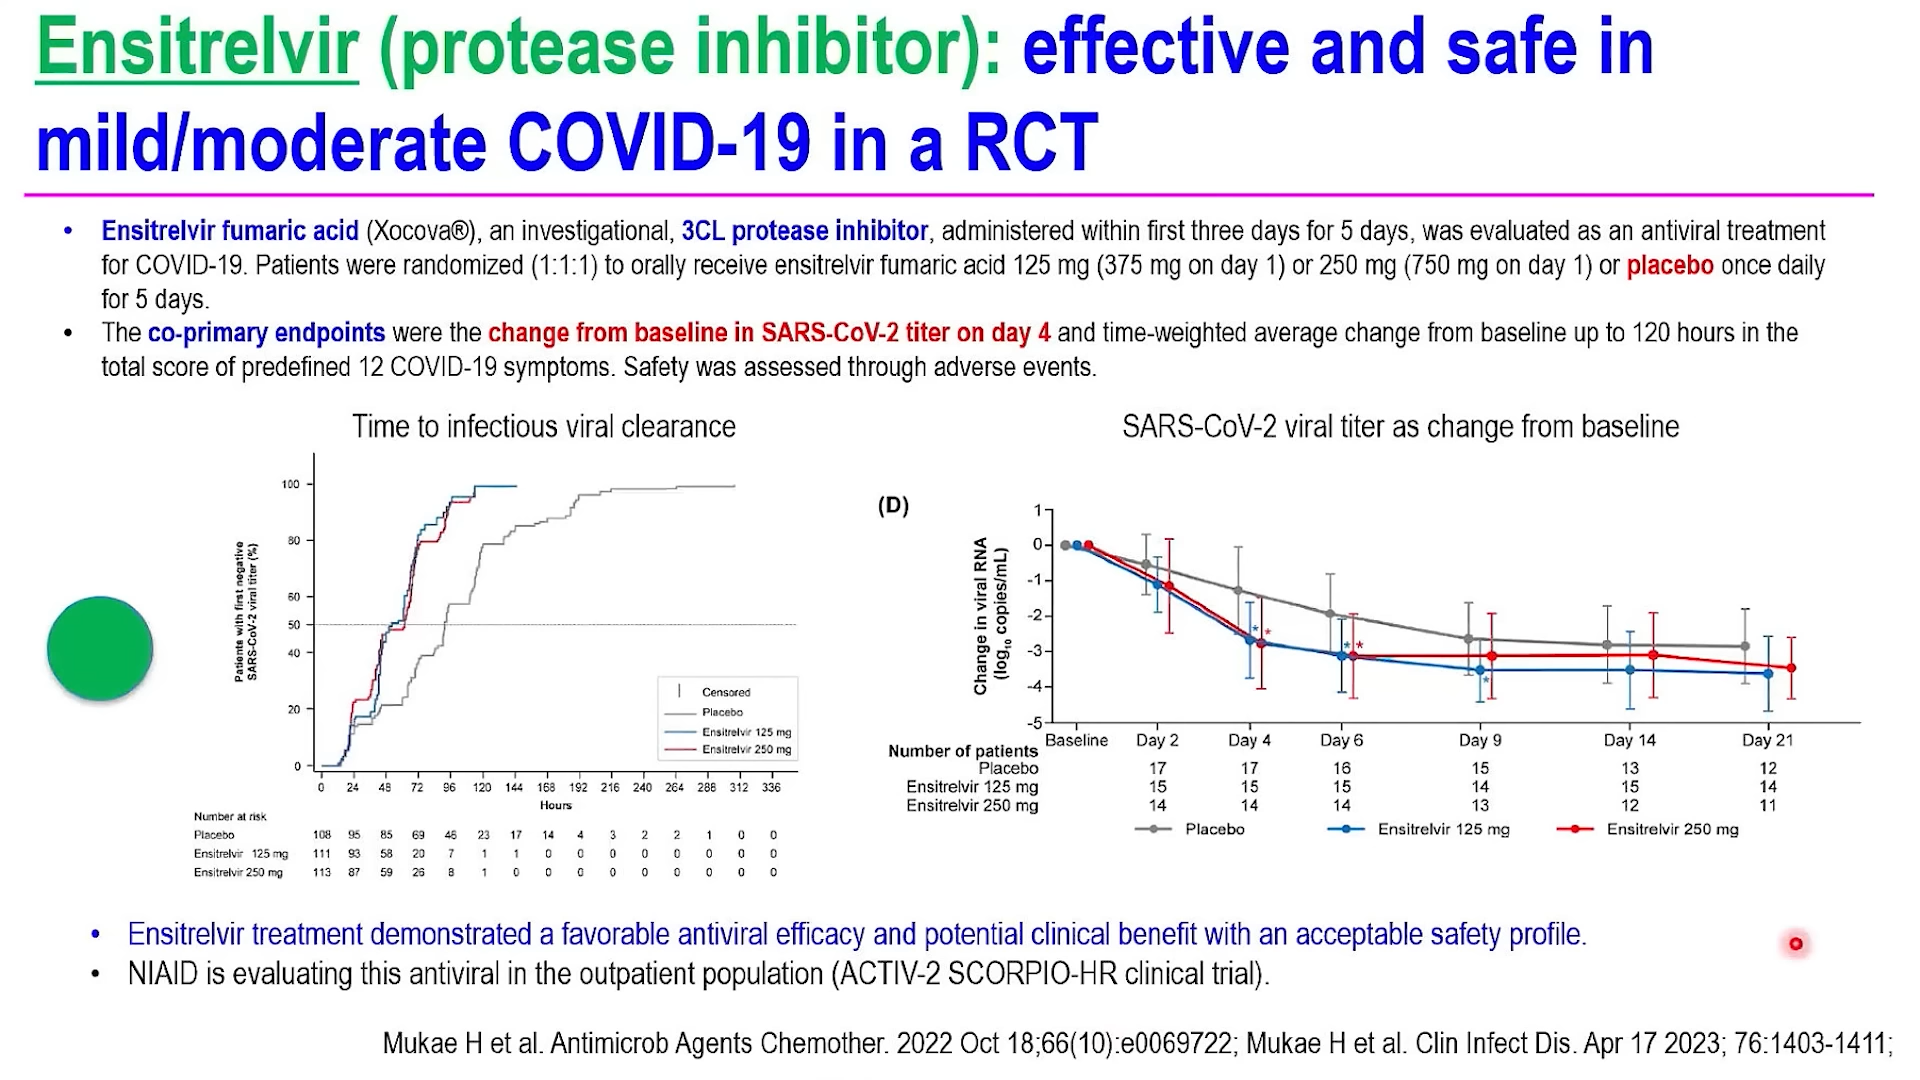 Ensitrelvir (protease inhibitor): effective and safe in
mild/moderate COVID-19 in a RCT
• Ensitrelvir fumaric acid (Xocova®), an investigational, 3CL protease inhibitor, administered within first three days for 5 days, was evaluated as an antiviral treatment
for COVID-19. Patients were randomized (1:1:1) to orally receive ensitrelvir fumaric acid 125 mg (375 mg on day 1) or 250 mg (750 mg on day 1) or placebo once daily
for 5 days.
• The co-primary endpoints were the change from baseline in SARS-CoV-2 titer on day 4 and time-weighted average change from baseline up to 120 hours in the
total score of predefined 12 COVID-19 symptoms. Safety was assessed through adverse events.
Time to infectious viral clearance
Patients with first negative
SARS-CoV-2 viral titer (%)
100
80
60
50
40
20
0
Censored
Placebo
Ensitrelvir 125 mg
Ensitrelvir 250 mg
0 24 48 72 96 120 144 168 192 216 240 264 288 312 336
Hours
Number at risk
Placebo 108 95 85 69 46 23 17 14 4 3 2 2 1 0 0
Ensitrelvir 125 mg 111 93 58 20 7 1 1 0 0 0 0 0 0 0 0
Ensitrelvir 250 mg 113 87 59 26 8 1 0 0 0 0 0 0 0 0 0
SARS-CoV-2 viral titer as change from baseline
(D)
Change in viral RNA
(log10 copies/mL)
1
0
-1
-2
-3
-4
-5
* *
* *
*
Baseline Day 2 Day 4 Day 6 Day 9 Day 14 Day 21
Number of patients
Placebo 17 17 16 15 13 12
Ensitrelvir 125 mg 15 15 15 14 15 14
Ensitrelvir 250 mg 14 14 14 13 12 11
Placebo Ensitrelvir 125 mg Ensitrelvir 250 mg
• Ensitrelvir treatment demonstrated a favorable antiviral efficacy and potential clinical benefit with an acceptable safety profile.
• NIAID is evaluating this antiviral in the outpatient population (ACTIV-2 SCORPIO-HR clinical trial).
Mukae H et al. Antimicrob Agents Chemother. 2022 Oct 18;66(10):e0069722; Mukae H et al. Clin Infect Dis. Apr 17 2023; 76:1403-1411;